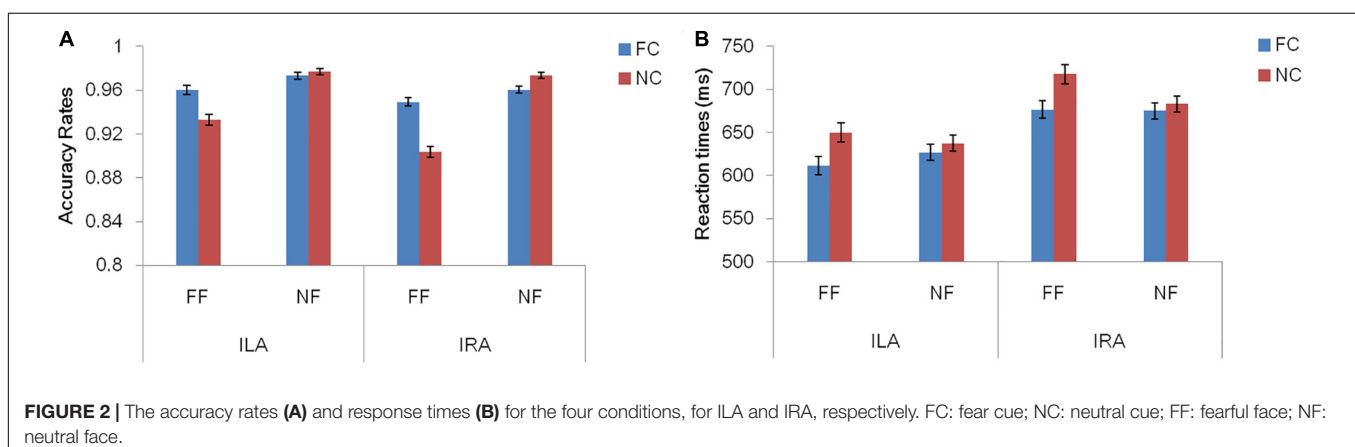 A
Accuracy Rates
1
0.96
0.92
0.88
0.84
0.8
FF
NF
FF
NF
ILA
IRA
FC
NC
B
Reaction times (ms)
750
700
650
600
550
500
FF
NF
FF
NF
ILA
IRA
FC
NC
FIGURE 2 | The accuracy rates (A) and response times (B) for the four conditions, for ILA and IRA, respectively. FC: fear cue; NC: neutral cue; FF: fearful face; NF:
neutral face.